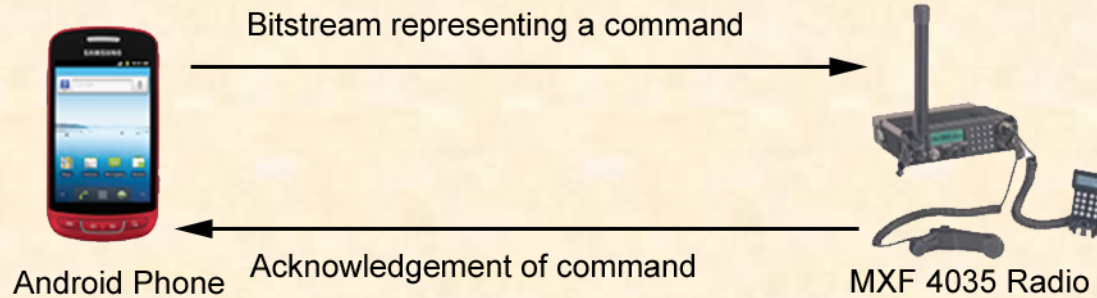 Bitstream representing a command
SAMSUNG
Acknowledgement of command
Android Phone
MXF 4035 Radio